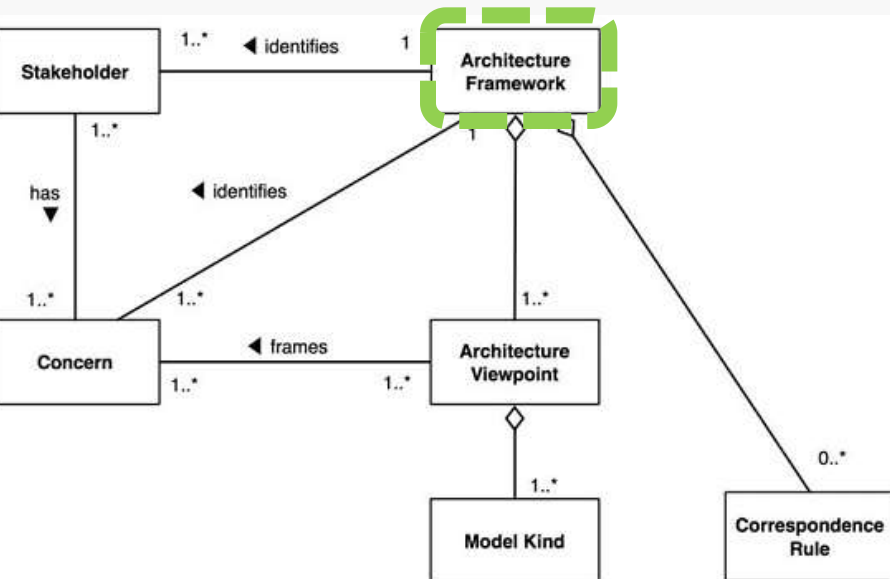 1..*
◀ identifies
1
Stakeholder
Architecture
Framework
1..*
1
has
▼
◀ identifies
1..*
1..*
1..*
◀ frames
Concern
Architecture
Viewpoint
1..*
1..*
0..*
1..*
Model Kind
Correspondence
Rule